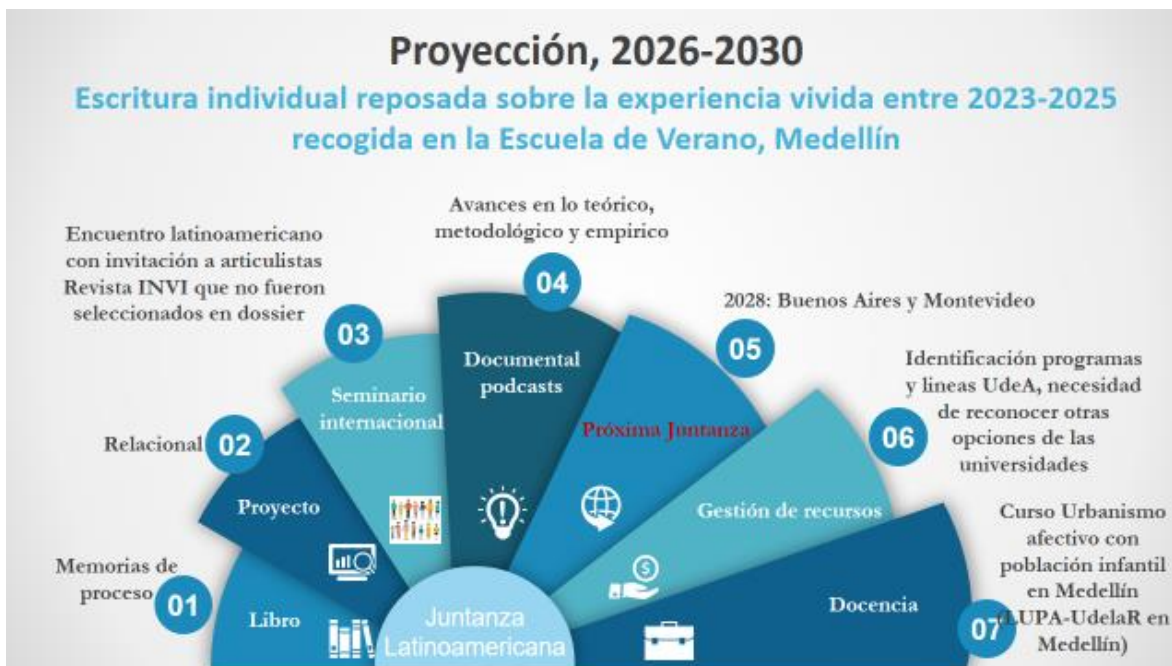 Proyección, 2026-2030
Escritura individual reposada sobre la experiencia vivida entre 2023-2025
recogida en la Escuela de Verano, Medellín
Memorias de
proceso
01
Libro
Relacional
02
Proyecto
Encuentro latinoamericano
con invitación a articulistas
Revista INVI que no fueron
seleccionados en dossier
03
Seminario
internacional
Avances en lo teórico,
metodológico y empirico
04
Documental
podcasts
2028: Buenos Aires y Montevideo
05
Próxima Juntanza
Identificación programas
y lineas UdeA, necesidad
de reconocer otras
opciones de las
universidades
06
Gestión de recursos
Curso Urbanismo
afectivo con
población infantil
en Medellín
(LUPA-UdelaR en
Medellín)
07
Docencia
Juntanza
Latinoamericana